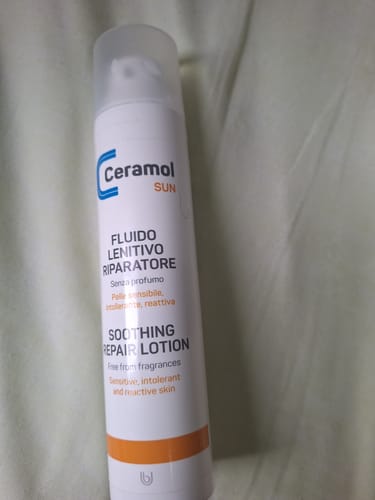 Ceramol
SUN
FLUIDO
LENITIVO
RIPARATORE
Senza profumo
Pelle sensibile,
intollerante, reattiva
SOOTHING
REPAIR LOTION
Free from fragrances
Sensitive, intolerant
and reactive skin